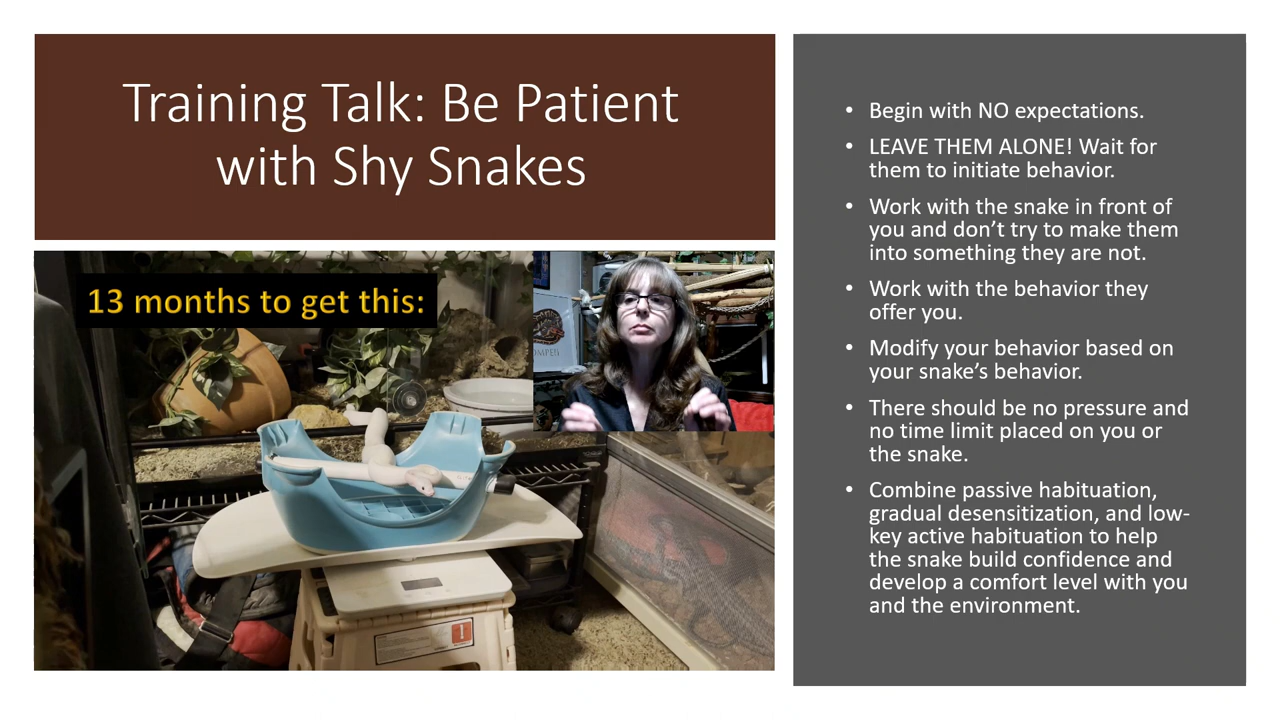 Training Talk: Be Patient
with Shy Snakes
13 months to get this:
• Begin with NO expectations.
• LEAVE THEM ALONE! Wait for
them to initiate behavior.
• Work with the snake in front of
you and don’t try to make them
into something they are not.
• Work with the behavior they
offer you.
• Modify your behavior based on
your snake’s behavior.
• There should be no pressure and
no time limit placed on you or
the snake.
• Combine passive habituation,
gradual desensitization, and low-
key active habituation to help
the snake build confidence and
develop a comfort level with you
and the environment.